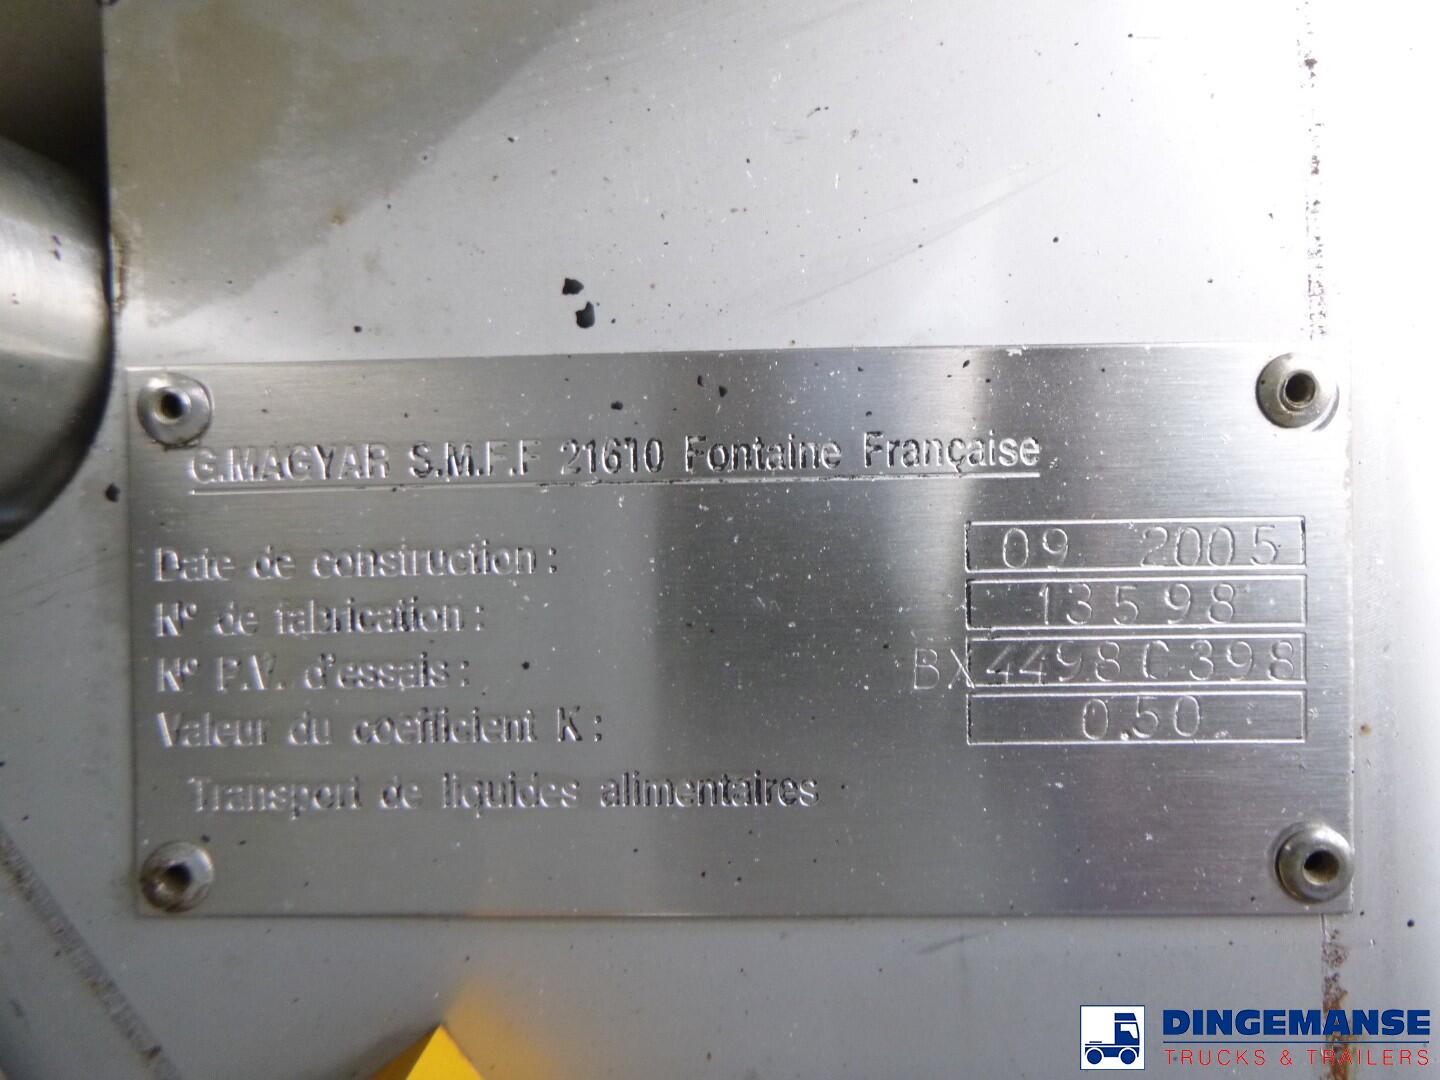 G.MAGYAR S.M.F.F 21610 Fontaine Française
Date de construction: 09 2005
N° de fabrication: 13598
N° P.V. d'essais: BX4498C398
Valeur du coefficient K: 0.50
Transport de liquides alimentaires
DINGEMANSE
TRUCKS & TRAILERS